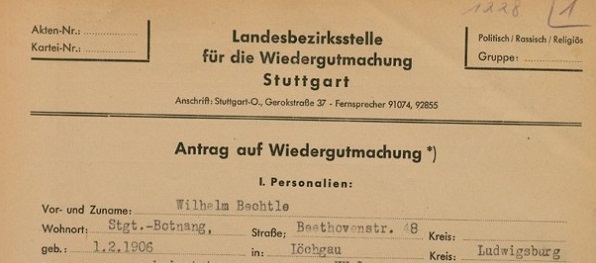 1228 1
Akten-Nr.:
Kartei-Nr.:
Landesbezirksstelle
für die Wiedergutmachung
Stuttgart
Politisch / Rassisch / Religiös
Gruppe:
Anschrift: Stuttgart-O., Gerokstraße 37 - Fernsprecher 91074, 92855
Antrag auf Wiedergutmachung *)
I. Personalien:
Vor- und Zuname: Wilhelm Bechtle
Wohnort: Stgt.-Botnang, Straße; Beethovenstr. 48 Kreis:
geb.: 1.2.1906 in: Löchgau Kreis: Ludwigsburg